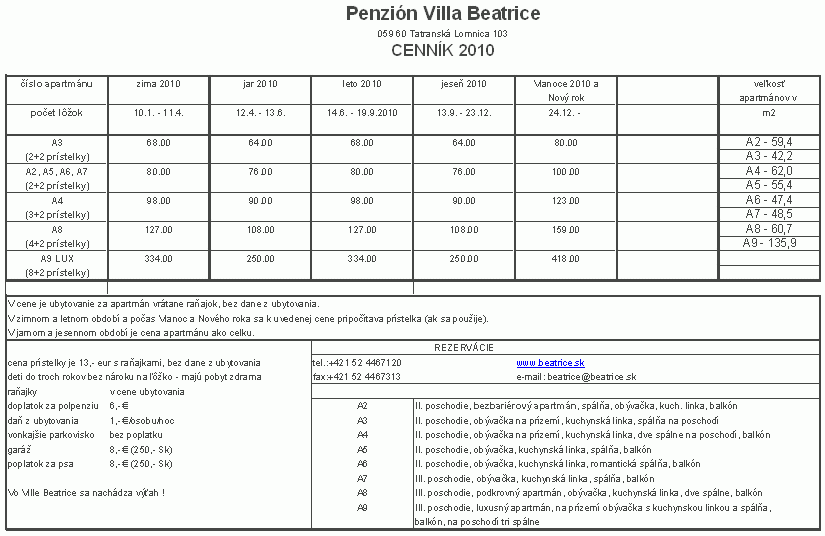 Penzión Villa Beatrice
059 60 Tatranská Lomnica 103
CENNÍK 2010
číslo apartmánu zima 2010 jar 2010 leto 2010 jeseň 2010 Vianoce 2010 a Nový rok veľkosť apartmánov v
počet lôžok 10.1. - 11.4. 12.4. - 13.6. 14.6. - 19.9.2010 13.9. - 23.12. 24.12. - m2
A3 68.00 64.00 68.00 64.00 80.00 A2 - 59,4
(2+2 prístelky) A3 - 42,2
A2, A5, A6, A7 80.00 76.00 80.00 76.00 100.00 A4 - 62,0
(2+2 prístelky) A5 - 55,4
A4 98.00 90.00 98.00 90.00 123.00 A6 - 47,4
(3+2 prístelky) A7 - 48,5
A8 127.00 108.00 127.00 108.00 159.00 A8 - 60,7
(4+2 prístelky) A9 - 135,9
A9 LUX 334.00 250.00 334.00 250.00 418.00
(8+2 prístelky)
V cene je ubytovanie za apartmán vrátane raňajok, bez dane z ubytovania.
V zimnom a letnom období a počas Vianoc a Nového roka sa k uvedenej cene pripočítava prístelka (ak sa použije).
V jarnom a jesennom období je cena apartmánu ako celku.
REZERVÁCIE
cena prístelky je 13,- eur s raňajkami, bez dane z ubytovania tel.:+421 52 4467120 www.beatrice.sk
deti do troch rokov bez nároku na lôžko - majú pobyt zdrama fax:+421 52 4467313 e-mail: beatrice@beatrice.sk
raňajky v cene ubytovania
doplatok za polpenziu 6,- € A2 II. poschodie, bezbariérový apartmán, spálňa, obývačka, kuch. linka, balkón
daň z ubytovania 1,-€/osobu/noc A3 II. poschodie, obývačka na prízemí, kuchynská linka, spálňa na poschodí
vonkajšie parkovisko bez poplatku A4 II. poschodie, obývačka na prízemí, kuchynská linka, dve spálne na poschodí, balkón
garáž 8,- € (250,- Sk) A5 II. poschodie, obývačka, kuchynská linka, spálňa, balkón
poplatok za psa 8,- € (250,- Sk) A6 II. poschodie, obývačka, kuchynská linka, romantická spálňa, balkón
A7 III. poschodie, obývačka, kuchynská linka, spálňa, balkón
Vo Ville Beatrice sa nachádza výťah ! A8 III. poschodie, podkrovný apartmán, obývačka, kuchynská linka, dve spálne, balkón
A9 III. poschodie, luxusný apartmán, na prízemí obývačka s kuchynskou linkou a spálňa,
balkón, na poschodí tri spálne